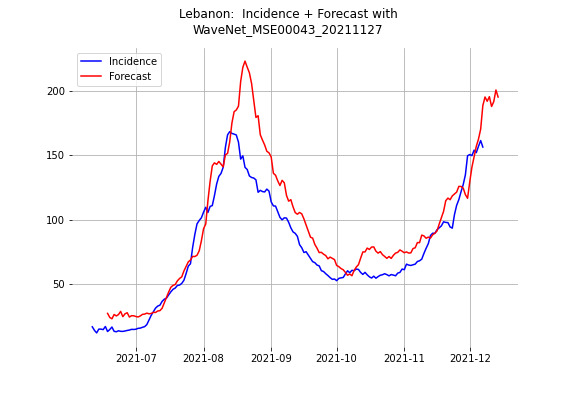 Lebanon:  Incidence + Forecast with
WaveNet_MSE00043_20211127
Incidence
Forecast
200
150
100
50
2021-07 2021-08 2021-09 2021-10 2021-11 2021-12